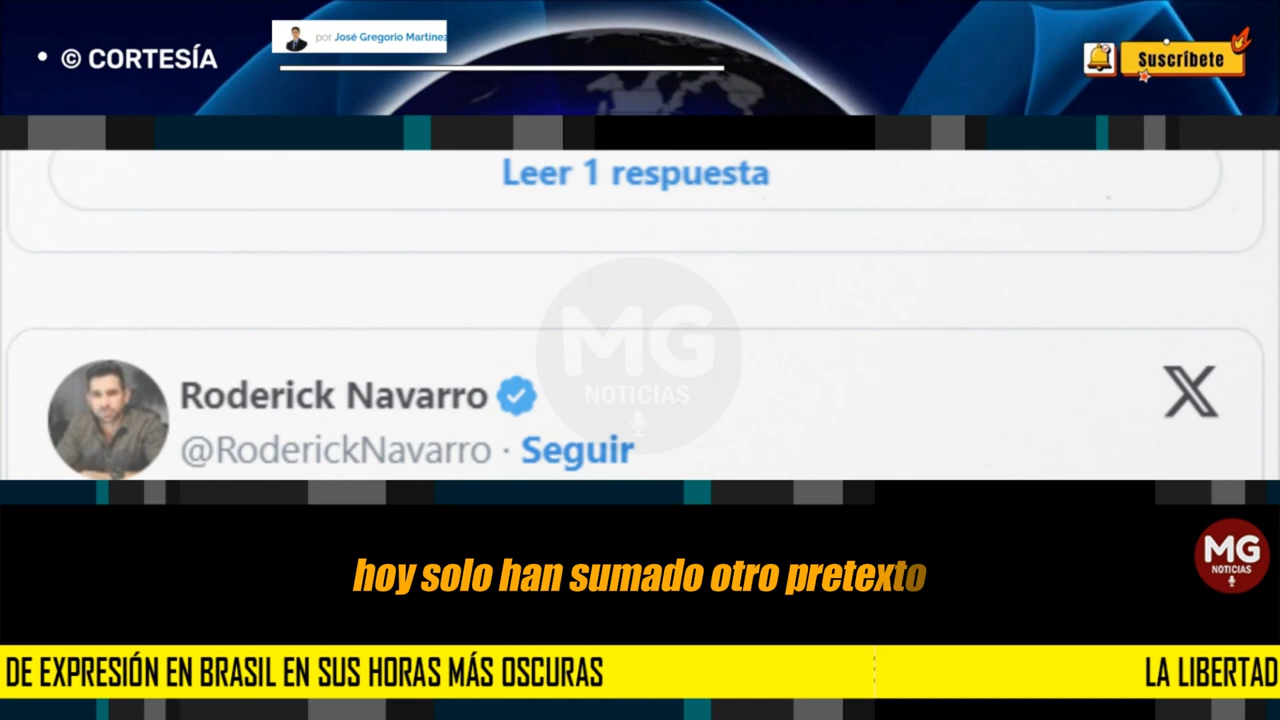 © CORTESÍA
por José Gregorio Martínez
Suscríbete
Leer 1 respuesta
MG
NOTICIAS
Roderick Navarro
@RoderickNavarro · Seguir
hoy solo han sumado otro pretexto
MG
NOTICIAS
DE EXPRESIÓN EN BRASIL EN SUS HORAS MÁS OSCURAS
LA LIBERTAD